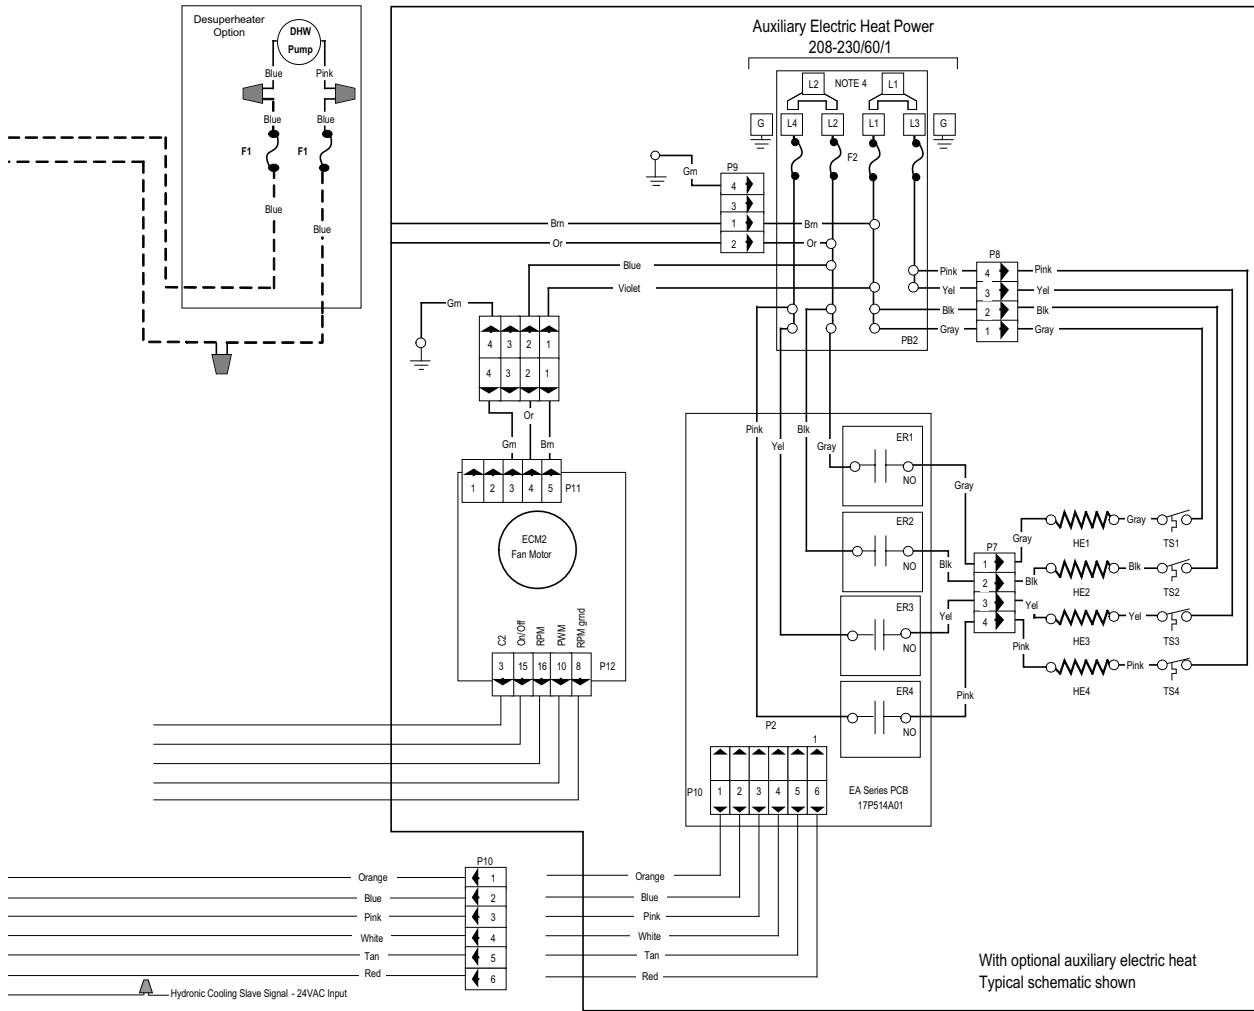 Desuperheater
Option
DHW
Pump
Blue
Pink
Blue
Blue
F1
F1
Blue
Blue
Auxiliary Electric Heat Power
208-230/60/1
L2
NOTE 4
L1
G
L4
L2
L1
L3
G
F2
Grn
P9
4
3
1
2
Brn
Brn
Or
Or
Blue
Violet
Pink
Yel
Blk
Gray
PB2
P8
4
3
2
1
Pink
Yel
Blk
Gray
Grn
4
3
2
1
4
3
2
1
Or
Grn
Brn
1
2
3
4
5
P11
ECM2
Fan Motor
C2
On/Off
RPM
PWM
RPM grnd
3
15
16
10
8
P12
Pink
Yel
Blk
Gray
ER1
NO
ER2
NO
ER3
NO
ER4
NO
Gray
Blk
Yel
Pink
P7
1
2
3
4
Gray
Blk
Yel
Pink
Gray
HE1
TS1
Blk
HE2
TS2
Yel
HE3
TS3
Pink
HE4
TS4
P2
1
P10
1
2
3
4
5
6
EA Series PCB
17P514A01
P10
Orange
1
Orange
Blue
2
Blue
Pink
3
Pink
White
4
White
Tan
5
Tan
Red
6
Red
Hydronic Cooling Slave Signal - 24VAC Input
With optional auxiliary electric heat
Typical schematic shown